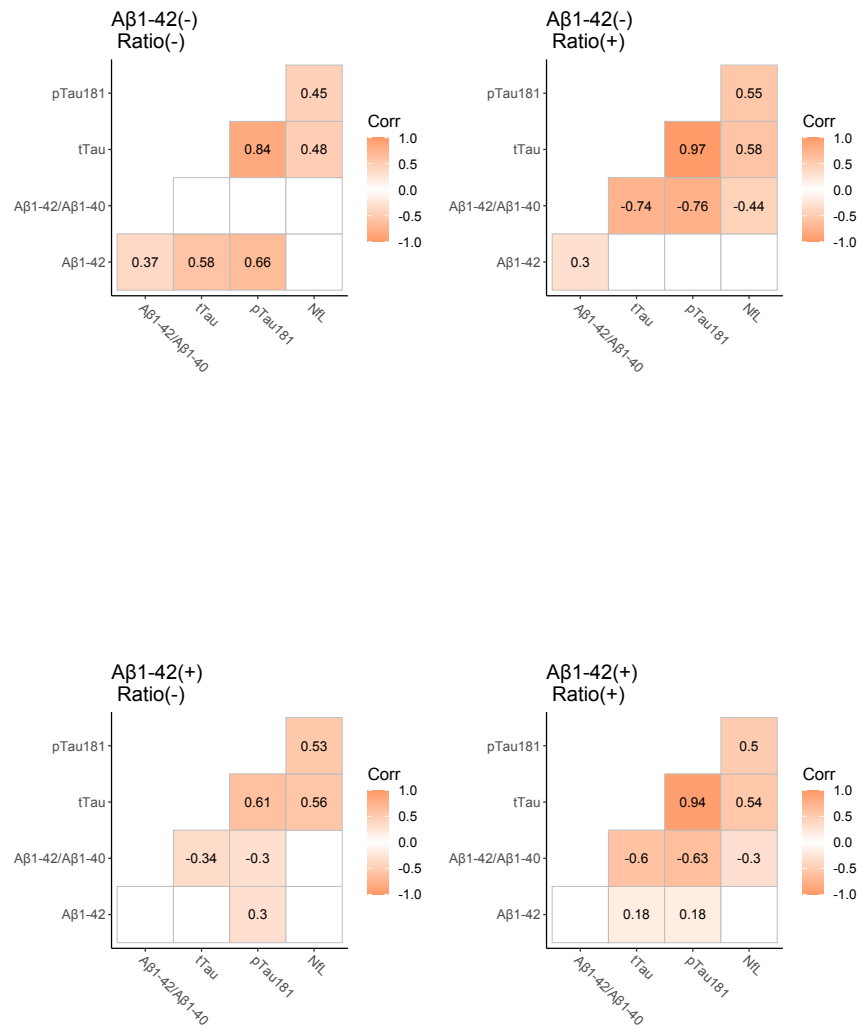 Aβ1-42(-)
Ratio(-)
pTau181
tTau
Aβ1-42/Aβ1-40
Aβ1-42
0.45
0.84 0.48
0.37 0.58 0.66
Aβ1-42/Aβ1-40
tTau
pTau181
NfL
Corr
1.0
0.5
0.0
-0.5
-1.0
Aβ1-42(-)
Ratio(+)
pTau181
tTau
Aβ1-42/Aβ1-40
Aβ1-42
0.55
0.97 0.58
-0.74 -0.76 -0.44
0.3
Aβ1-42/Aβ1-40
tTau
pTau181
NfL
Corr
1.0
0.5
0.0
-0.5
-1.0
Aβ1-42(+)
Ratio(-)
pTau181
tTau
Aβ1-42/Aβ1-40
Aβ1-42
0.53
0.61 0.56
-0.34 -0.3
0.3
Aβ1-42/Aβ1-40
tTau
pTau181
NfL
Corr
1.0
0.5
0.0
-0.5
-1.0
Aβ1-42(+)
Ratio(+)
pTau181
tTau
Aβ1-42/Aβ1-40
Aβ1-42
0.5
0.94 0.54
-0.6 -0.63 -0.3
0.18 0.18
Aβ1-42/Aβ1-40
tTau
pTau181
NfL
Corr
1.0
0.5
0.0
-0.5
-1.0